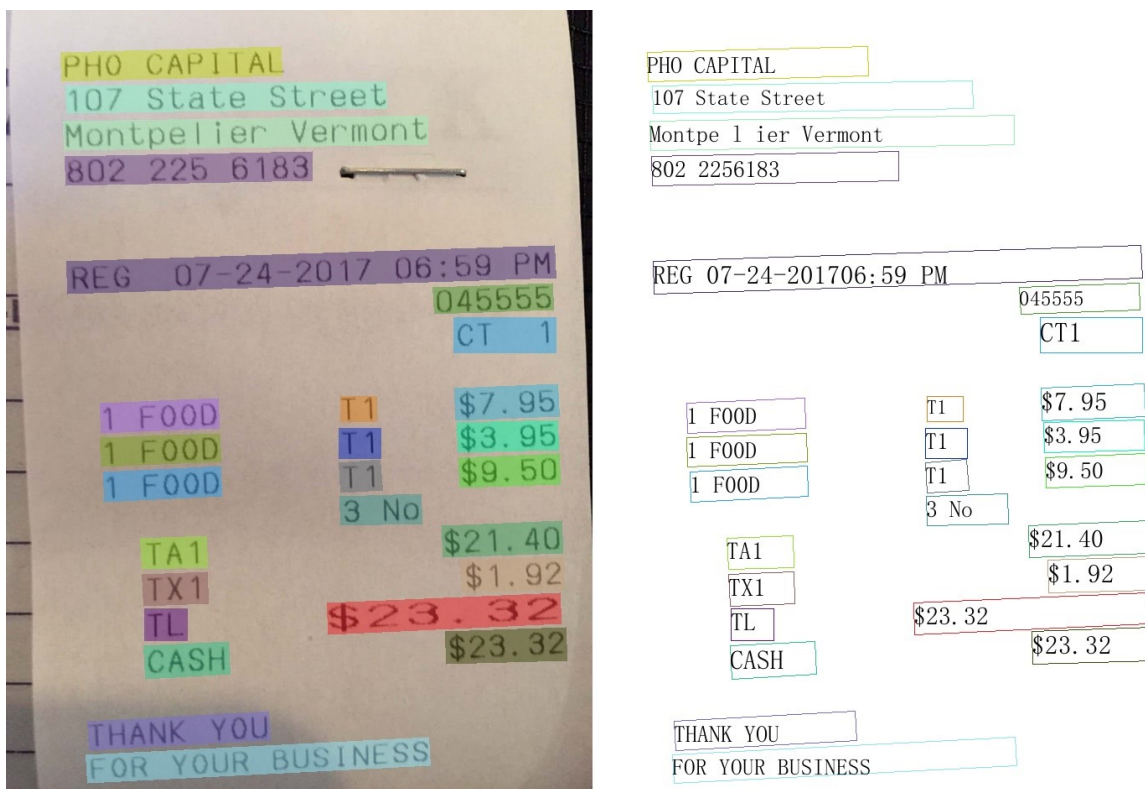 PHO CAPITAL
107 State Street
Montpelier Vermont
802 225 6183
REG 07-24-2017 06:59 PM
045555
CT 1
1 FOOD T1 $7.95
1 FOOD T1 $3.95
1 FOOD T1 $9.50
3 No
TA1 $21.40
TX1 $1.92
TL $23.32
CASH $23.32
THANK YOU
FOR YOUR BUSINESS
PHO CAPITAL
107 State Street
Montpe l ier Vermont
802 2256183
REG 07-24-201706:59 PM
045555
CT1
1 FOOD T1 $7.95
1 FOOD T1 $3.95
1 FOOD T1 $9.50
3 No
TA1 $21.40
TX1 $1.92
TL $23.32
CASH $23.32
THANK YOU
FOR YOUR BUSINESS